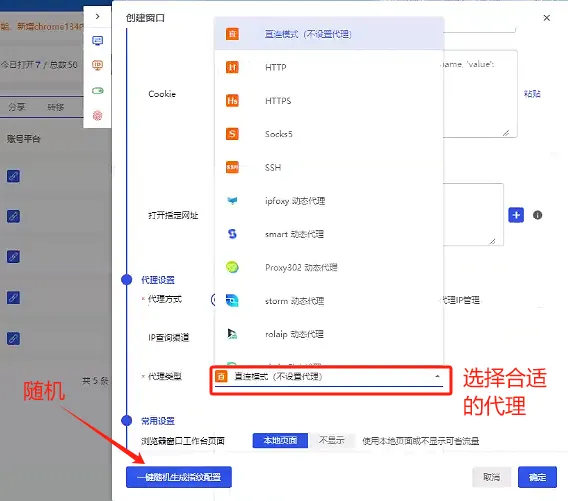 创建窗口
能、新增chrome134内
今日打开 7 / 总数 50
分享 转移
账号平台
共 5 条
直连模式（不设置代理）
HTTP
HTTPS
Socks5
SSH
ipfoxy 动态代理
smart 动态代理
Proxy302 动态代理
storm 动态代理
rolaip 动态代理
Cookie
name, 'value':
粘贴
打开指定网址
代理设置
* 代理方式
代理IP管理
IP查询渠道
* 代理类型
直连模式（不设置代理）
选择合适
的代理
随机
常用设置
浏览器窗口工作台页面 本地页面 不显示 使用本地页面或不显示可省流量
一键随机生成指纹配置
取消 确定